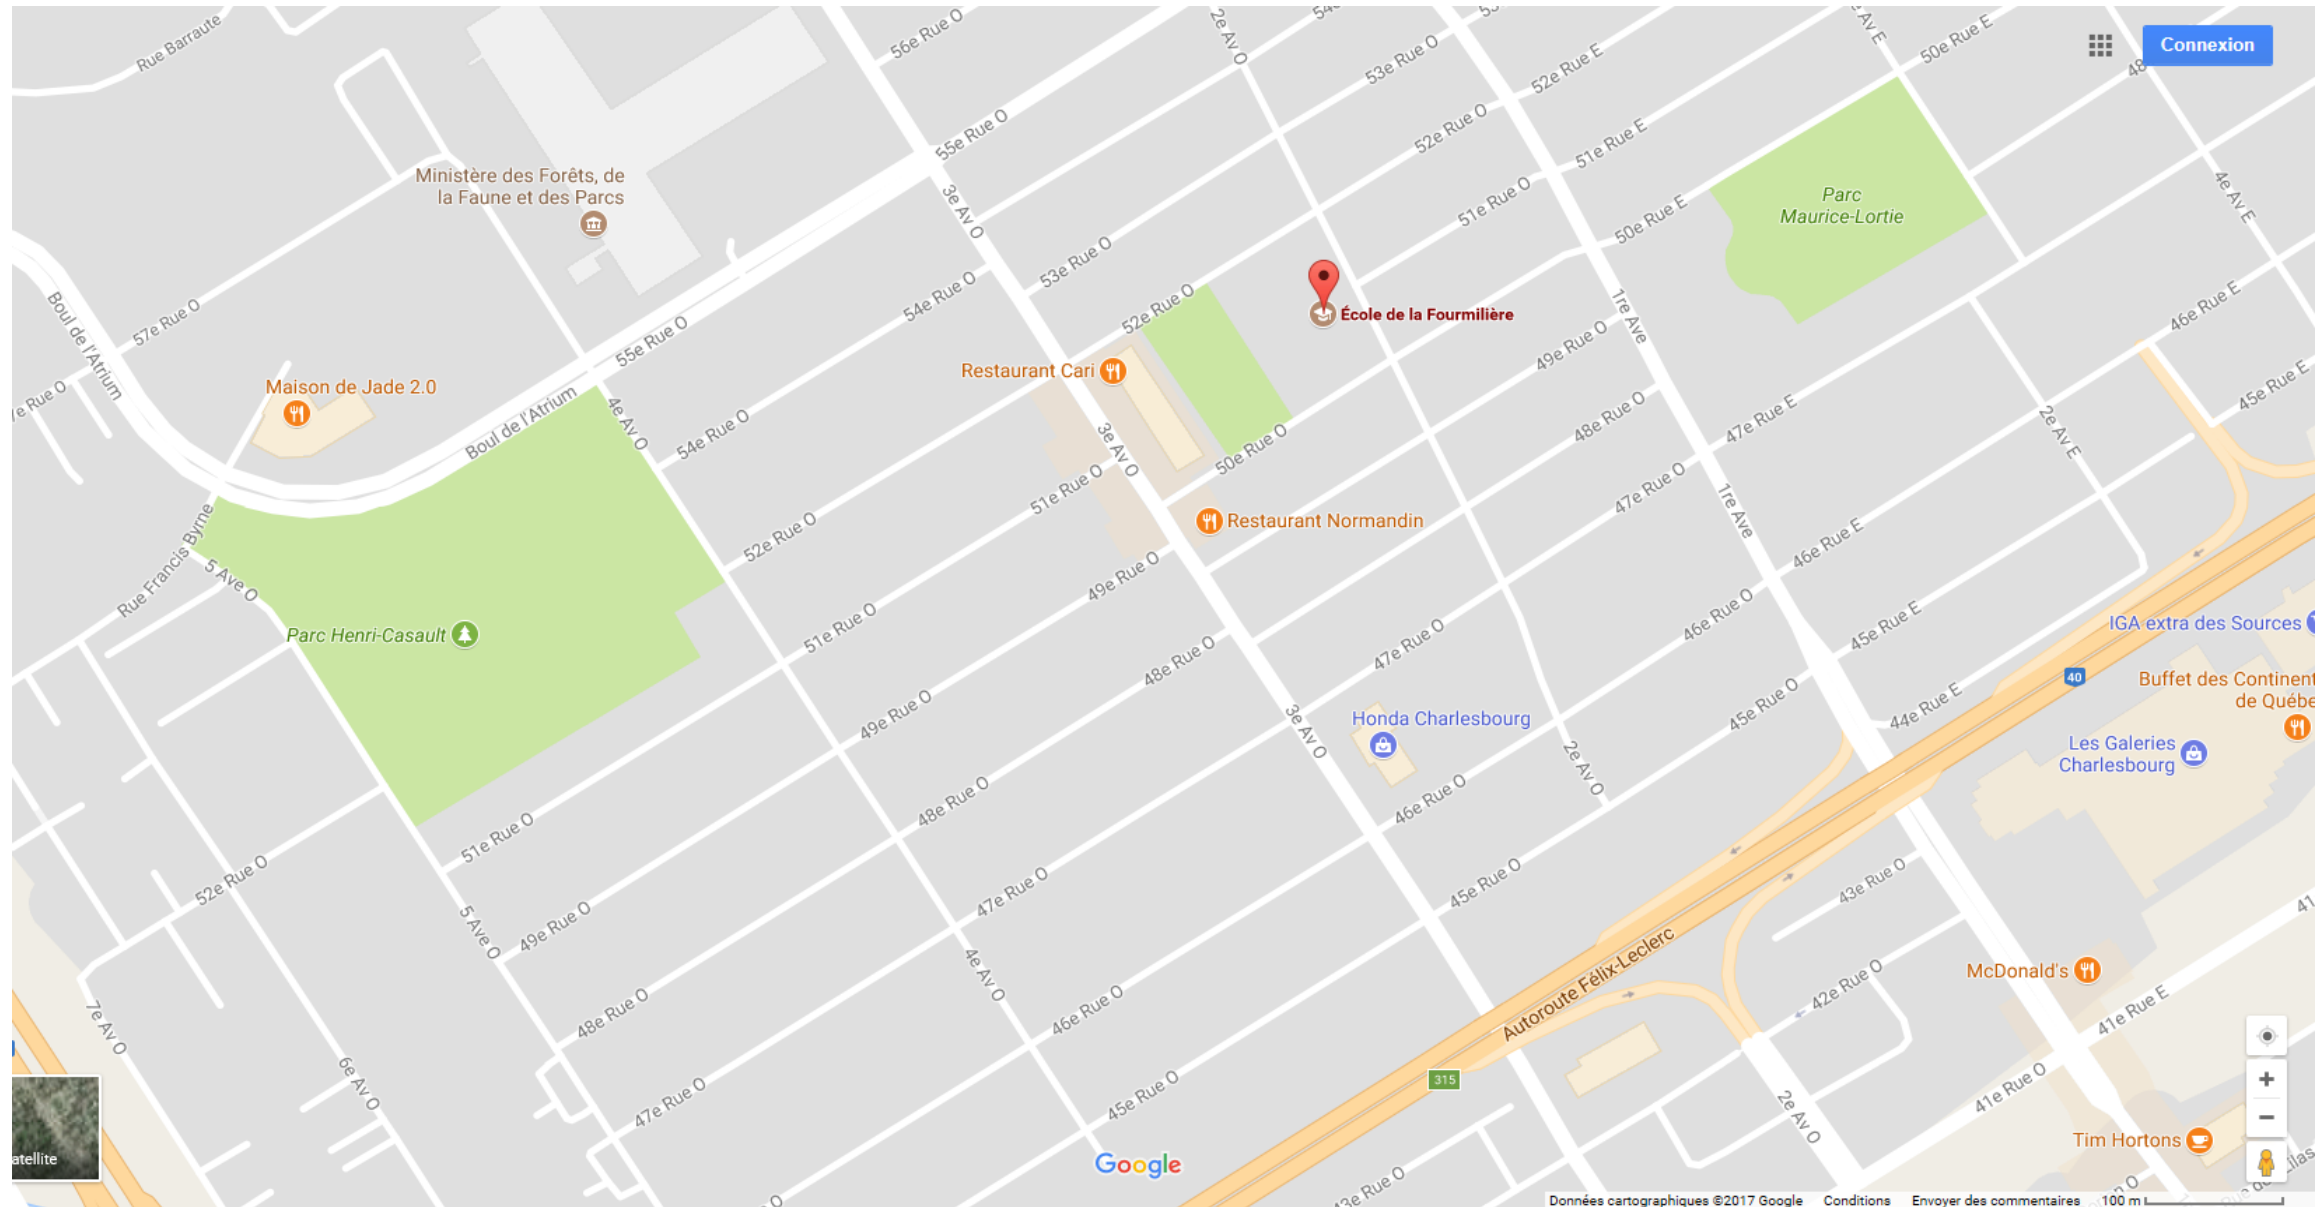 Rue Barraute
56e Rue O
2e Av O
53e Rue O
52e Rue E
50e Rue E
Connexion
55e Rue O
52e Rue O
51e Rue E
Ministère des Forêts, de
la Faune et des Parcs
3e Av O
51e Rue O
50e Rue E
Parc
Maurice-Lortie
4e Av E
Boul de l'Atrium
57e Rue O
54e Rue O
53e Rue O
52e Rue O
École de la Fourmilière
1re Ave
46e Rue E
55e Rue O
49e Rue O
Restaurant Cari
Maison de Jade 2.0
Boul de l'Atrium
4e Av O
54e Rue O
3e Av O
50e Rue O
48e Rue O
47e Rue E
45e Rue E
2e Av E
51e Rue O
47e Rue O
1re Ave
52e Rue O
Restaurant Normandin
46e Rue E
Rue Francis Byrne
5 Ave O
49e Rue O
Parc Henri-Casault
51e Rue O
48e Rue O
47e Rue O
46e Rue O
45e Rue E
IGA extra des Sources
40
Buffet des Continent
de Québe
49e Rue O
3e Av O
Honda Charlesbourg
45e Rue O
44e Rue E
Les Galeries
Charlesbourg
2e Av O
48e Rue O
46e Rue O
51e Rue O
52e Rue O
47e Rue O
45e Rue O
43e Rue O
5 Ave O
49e Rue O
4e Av O
Autoroute Félix-Leclerc
McDonald's
48e Rue O
46e Rue O
42e Rue O
41e Rue E
7e Av O
6e Av O
47e Rue O
45e Rue O
315
2e Av O
41e Rue O
Tim Hortons
atellite
Google
3e Rue O
Données cartographiques ©2017 Google Conditions Envoyer des commentaires 100 m